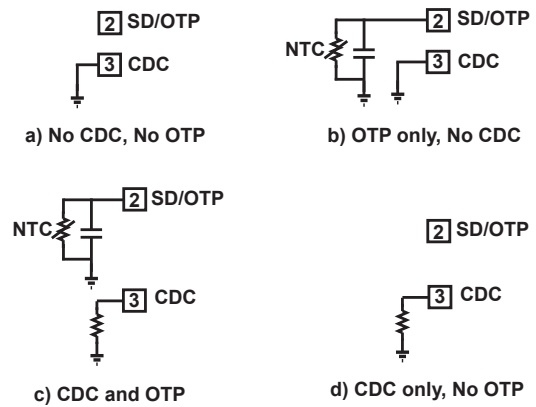 2 SD/OTP
3 CDC
a) No CDC, No OTP
NTC
2 SD/OTP
3 CDC
b) OTP only, No CDC
NTC
2 SD/OTP
3 CDC
c) CDC and OTP
2 SD/OTP
3 CDC
d) CDC only, No OTP